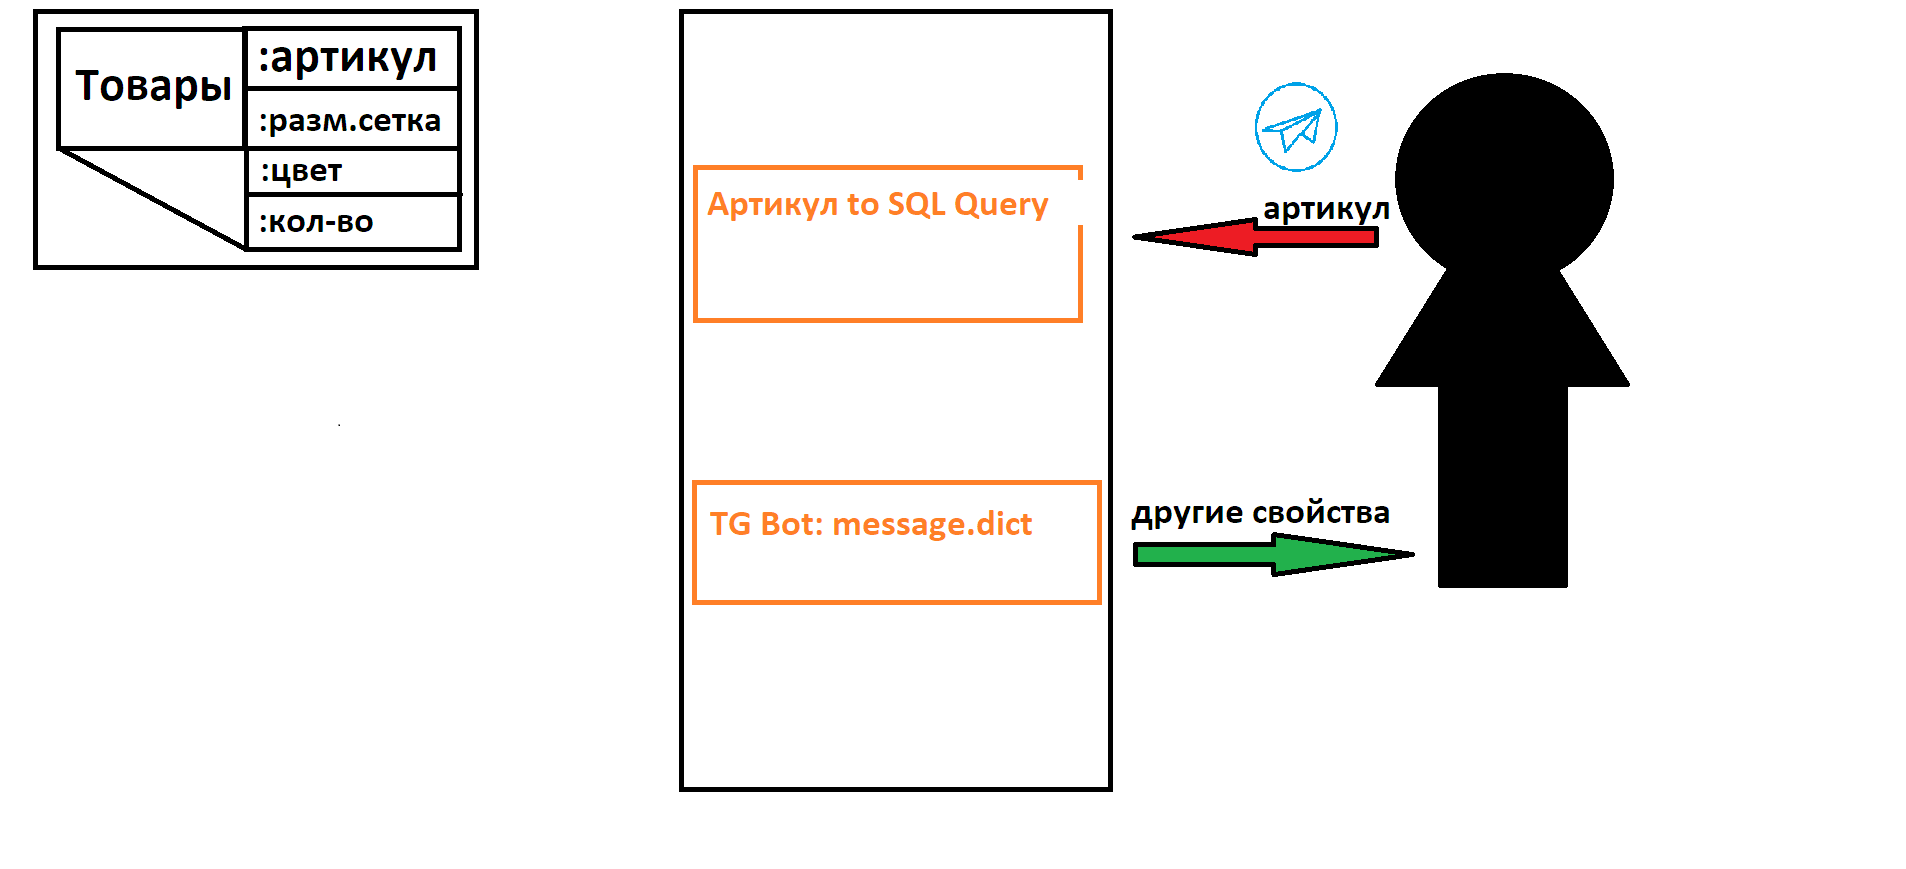 Товары
:артикул
:разм.сетка
:цвет
:кол-во
Артикул to SQL Query
TG Bot: message.dict
артикул
другие свойства